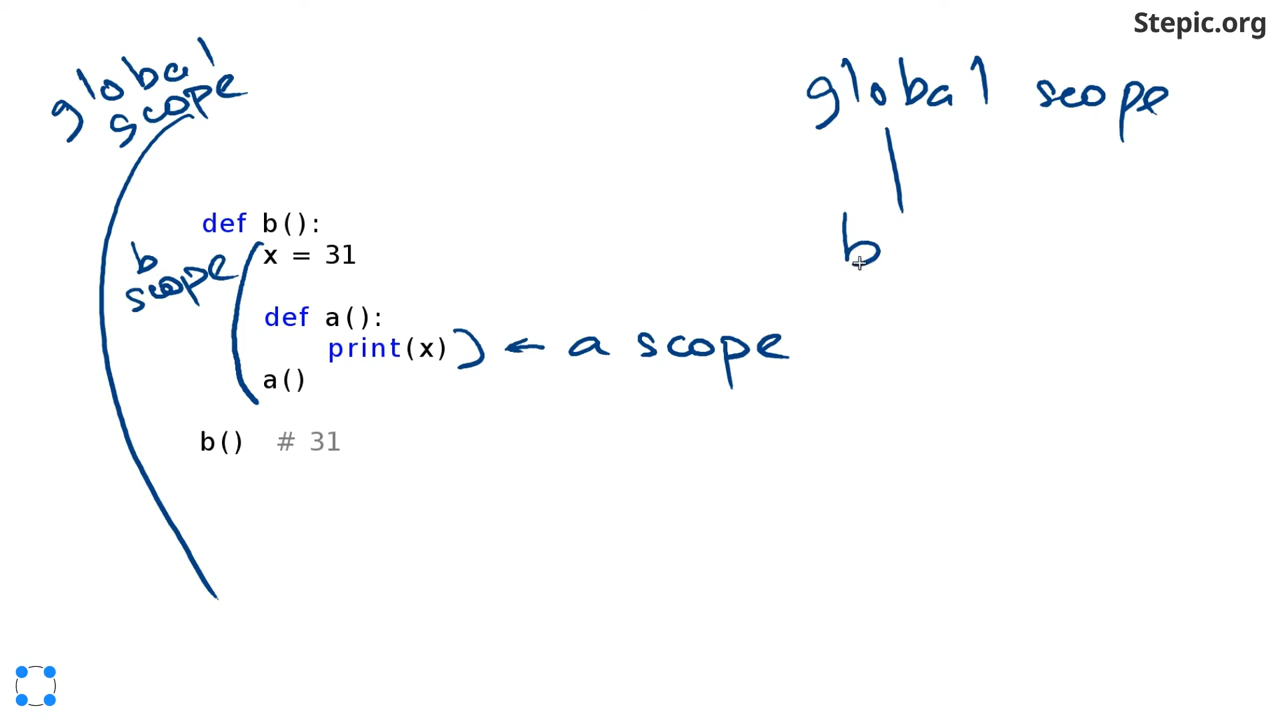 Stepic.org
global
scope
global scope
def b():
b
scope
x = 31
b
def a():
print(x) ← a scope
a()
b() # 31